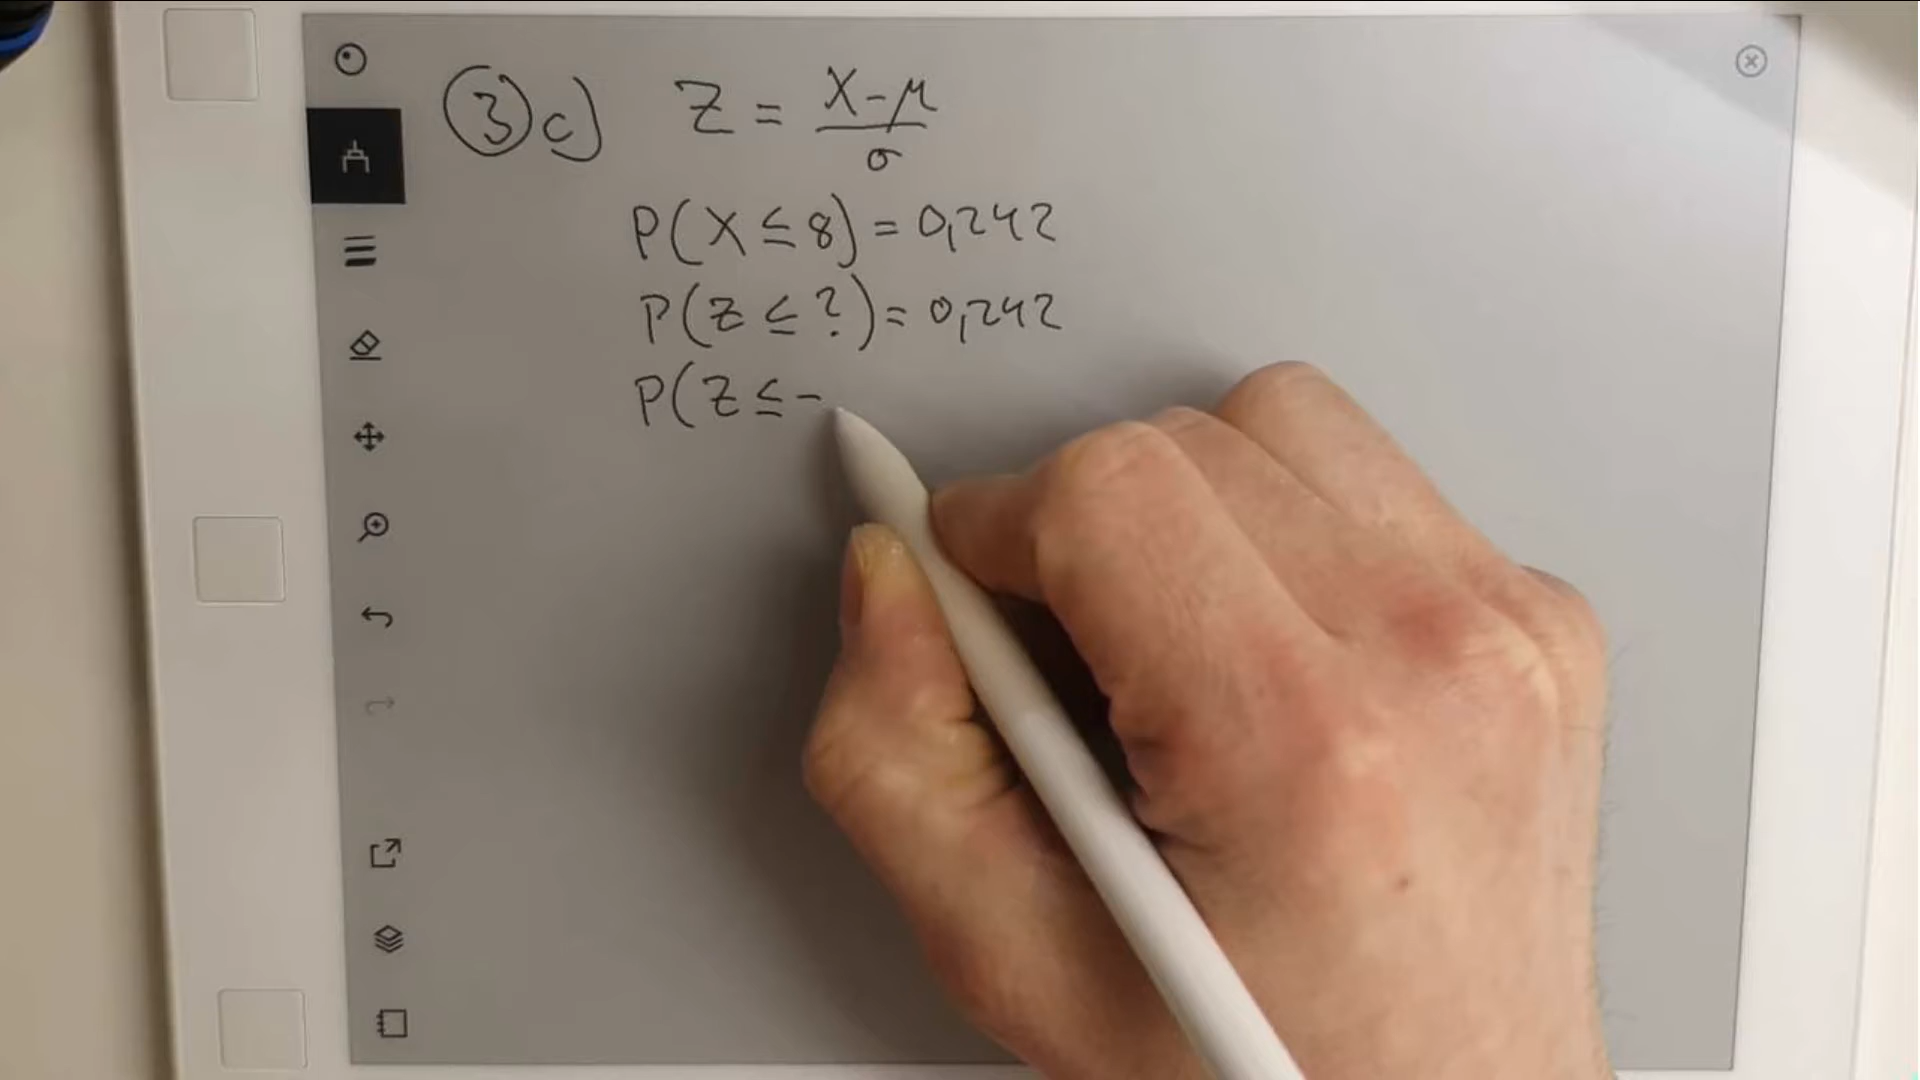 ③ c) Z = X-μ / σ
P(X ≤ 8) = 0,242
P(Z ≤ ?) = 0,242
P(Z ≤ -